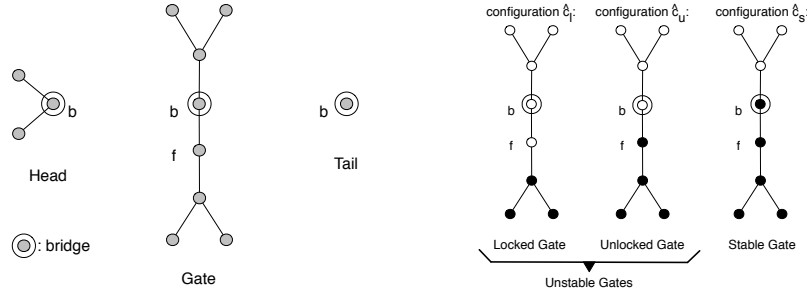 configuration ĉl: configuration ĉu: configuration ĉs:
b
b
b
b
b
b
f
f
f
f
Head
Tail
: bridge
Gate
Locked Gate Unlocked Gate Stable Gate
Unstable Gates